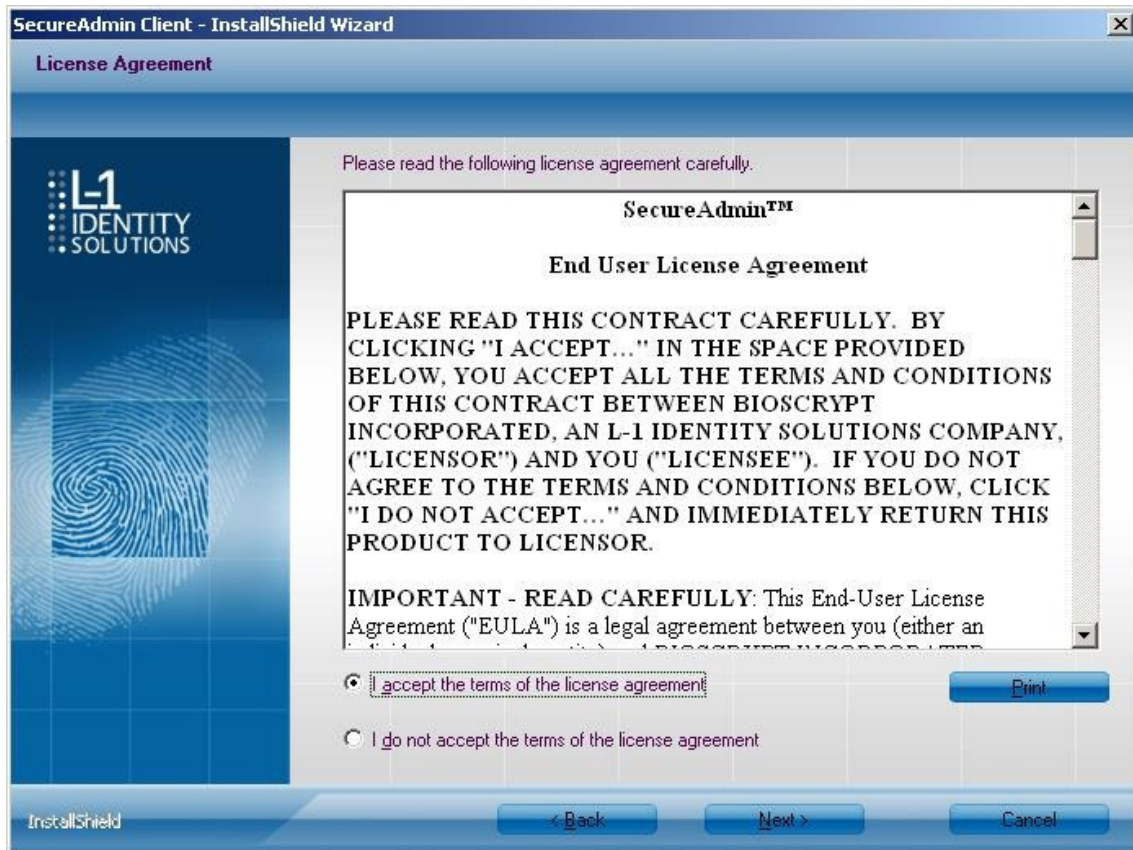 SecureAdmin Client - InstallShield Wizard
License Agreement
L-1
IDENTITY
SOLUTIONS
Please read the following license agreement carefully.
SecureAdmin™
End User License Agreement
PLEASE READ THIS CONTRACT CAREFULLY. BY
CLICKING "I ACCEPT..." IN THE SPACE PROVIDED
BELOW, YOU ACCEPT ALL THE TERMS AND CONDITIONS
OF THIS CONTRACT BETWEEN BIOSCRYPT
INCORPORATED, AN L-1 IDENTITY SOLUTIONS COMPANY,
("LICENSOR") AND YOU ("LICENSEE"). IF YOU DO NOT
AGREE TO THE TERMS AND CONDITIONS BELOW, CLICK
"I DO NOT ACCEPT..." AND IMMEDIATELY RETURN THIS
PRODUCT TO LICENSOR.
IMPORTANT - READ CAREFULLY: This End-User License
Agreement ("EULA") is a legal agreement between you (either an
I accept the terms of the license agreement
Print
I do not accept the terms of the license agreement
InstallShield
< Back
Next >
Cancel